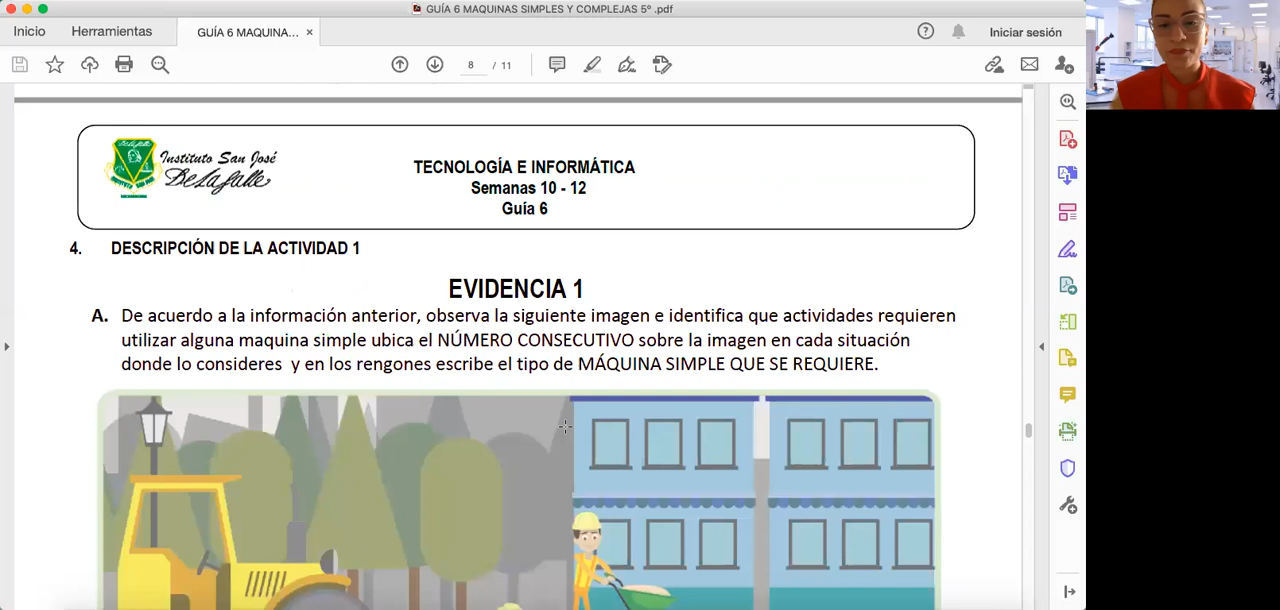 GUÍA 6 MAQUINAS SIMPLES Y COMPLEJAS 5º .pdf
Inicio
Herramientas
GUÍA 6 MAQUINA... ×
Iniciar sesión
8 / 11
Instituto San José
De La Salle
TECNOLOGÍA E INFORMÁTICA
Semanas 10 - 12
Guía 6
4. DESCRIPCIÓN DE LA ACTIVIDAD 1
EVIDENCIA 1
A. De acuerdo a la información anterior, observa la siguiente imagen e identifica que actividades requieren
utilizar alguna maquina simple ubica el NÚMERO CONSECUTIVO sobre la imagen en cada situación
donde lo consideres y en los rengones escribe el tipo de MÁQUINA SIMPLE QUE SE REQUIERE.